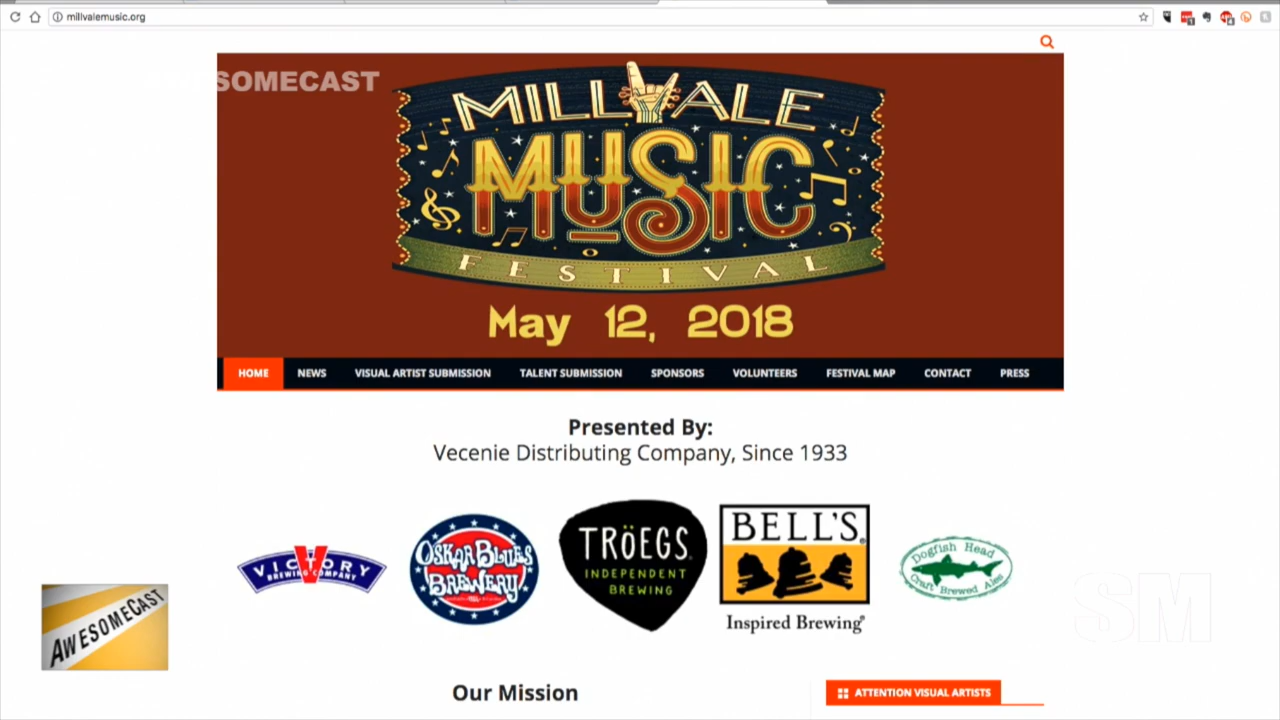 millvalemusic.org
AWESOMECAST
MILLVALE
MUSIC
FESTIVAL
May 12, 2018
HOME NEWS VISUAL ARTIST SUBMISSION TALENT SUBMISSION SPONSORS VOLUNTEERS FESTIVAL MAP CONTACT PRESS
Presented By:
Vecenie Distributing Company, Since 1933
VICTORY
BREWING COMPANY
OSKAR BLUES
BREWERY
TRöEGS
INDEPENDENT
BREWING
BELL'S
Inspired Brewing®
Dogfish Head
Craft Brewed Ales
AWESOMECAST
SM
Our Mission
ATTENTION VISUAL ARTISTS